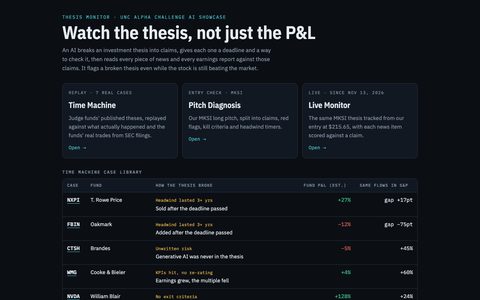 THESIS MONITOR · UNC ALPHA CHALLENGE AI SHOWCASE
Watch the thesis, not just the P&L
An AI breaks an investment thesis into claims, gives each one a deadline and a way
to check it, then reads every piece of news and every earnings report against those
claims. It flags a broken thesis even while the stock is still beating the market.
REPLAY · 7 REAL CASES
Time Machine
Judge funds' published theses, replayed
against what actually happened and the
funds' real trades from SEC filings.
Open →
ENTRY CHECK · MKSI
Pitch Diagnosis
Our MKSI long pitch, split into claims, red
flags, kill criteria and headwind timers.
Open →
LIVE · SINCE NOV 13, 2026
Live Monitor
The same MKSI thesis tracked from our
entry at $215.65, with each news item
scored against a claim.
Open →
TIME MACHINE CASE LIBRARY
CASE FUND HOW THE THESIS BROKE FUND P&L (EST.) SAME FLOWS IN S&P
NXPI T. Rowe Price Headwind lasted 3+ yrs +27% gap +17pt
Sold after the deadline passed
FBIN Oakmark Headwind lasted 3+ yrs −12% gap −75pt
Added after the deadline passed
CTSH Brandes Unwritten risk −5% +45%
Generative AI was never in the thesis
WMG Cooke & Bieler KPIs hit, no re-rating +4% +60%
Earnings grew, the multiple fell
NVDA William Blair No exit criteria +128% +24%